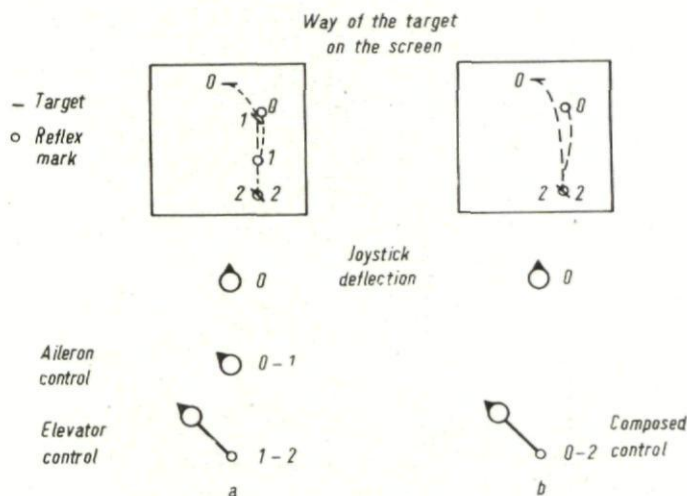 Way of the target
on the screen
0
0
— Target
0
1
0
o Reflex
mark
1
2 2
2 2
Joystick
deflection
0
0
Aileron
control
0-1
Elevator
control
1-2
0-2
Composed
control
a
b